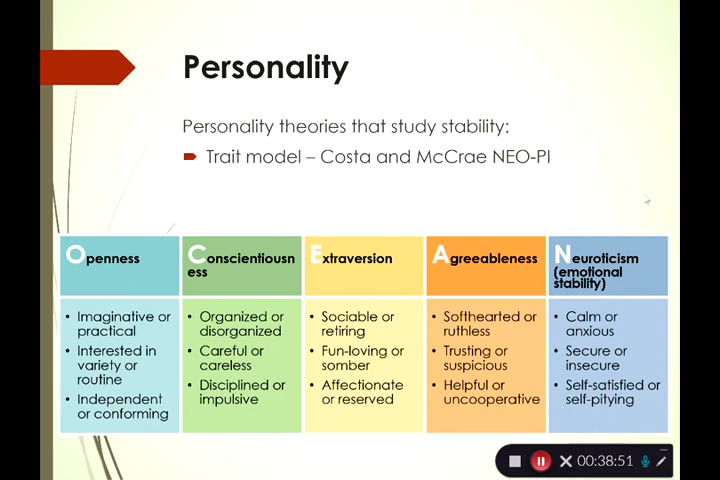 Personality
Personality theories that study stability:
Trait model – Costa and McCrae NEO-PI
Openness
Conscientiousn
ess
Extraversion
Agreeableness
Neuroticism
(emotional
stability)
• Imaginative or
practical
• Interested in
variety or
routine
• Independent
or conforming
• Organized or
disorganized
• Careful or
careless
• Disciplined or
impulsive
• Sociable or
retiring
• Fun-loving or
somber
• Affectionate
or reserved
• Softhearted or
ruthless
• Trusting or
suspicious
• Helpful or
uncooperative
• Calm or
anxious
• Secure or
insecure
• Self-satisfied or
self-pitying
00:38:51